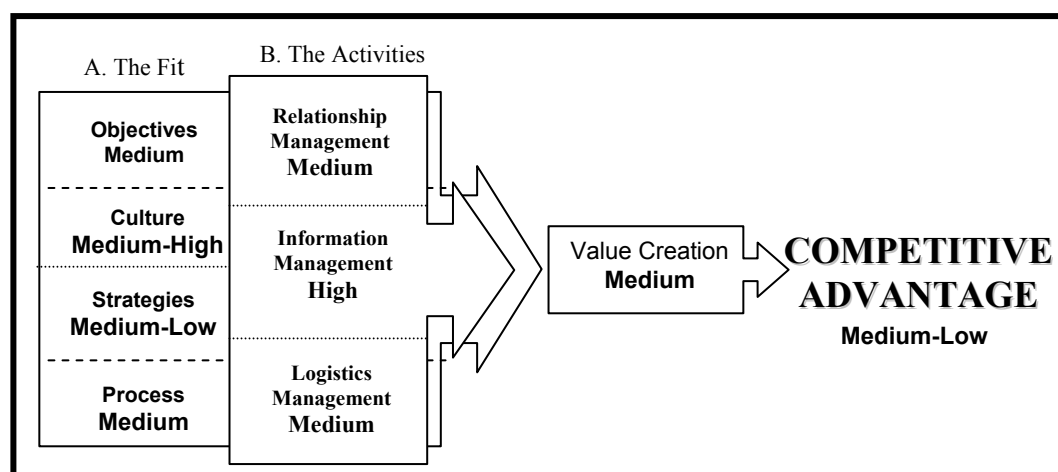 A. The Fit
Objectives
Medium
Culture
Medium-High
Strategies
Medium-Low
Process
Medium
B. The Activities
Relationship
Management
Medium
Information
Management
High
Logistics
Management
Medium
Value Creation
Medium
COMPETITIVE
ADVANTAGE
Medium-Low